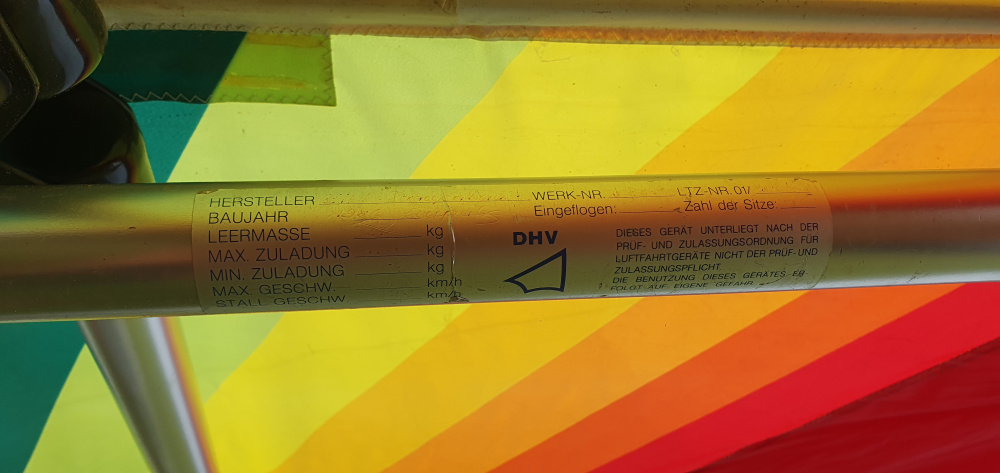 HERSTELLER
BAUJAHR
LEERMASSE kg
MAX. ZULADUNG kg
MIN. ZULADUNG kg
MAX. GESCHW. km/h
STALL GESCHW km/h
WERK-NR. LTZ-NR. 01/
Eingeflogen: Zahl der Sitze:
DHV
DIESES GERÄT UNTERLIEGT NACH DER
PRÜF- UND ZULASSUNGSORDNUNG FÜR
LUFTFAHRTGERÄTE NICHT DER PRÜF-UND
ZULASSUNGSPFLICHT.
DIE BENUTZUNG DIESES GERÄTES ER-
FOLGT AUF EIGENE GEFAHR